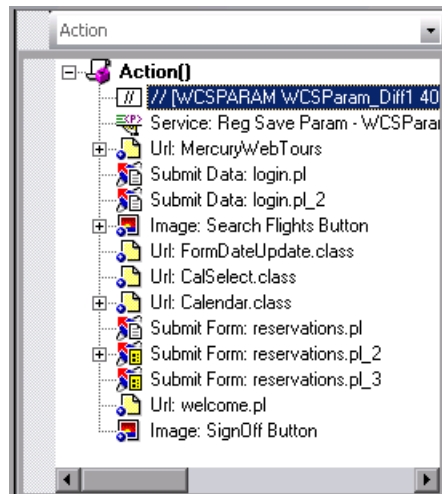 Action
Action()
// // [WCSPARAM WCSParam_Diff1 40
Service: Reg Save Param - WCSParam
Url: MercuryWebTours
Submit Data: login.pl
Submit Data: login.pl_2
Image: Search Flights Button
Url: FormDateUpdate.class
Url: CalSelect.class
Url: Calendar.class
Submit Form: reservations.pl
Submit Form: reservations.pl_2
Submit Form: reservations.pl_3
Url: welcome.pl
Image: SignOff Button